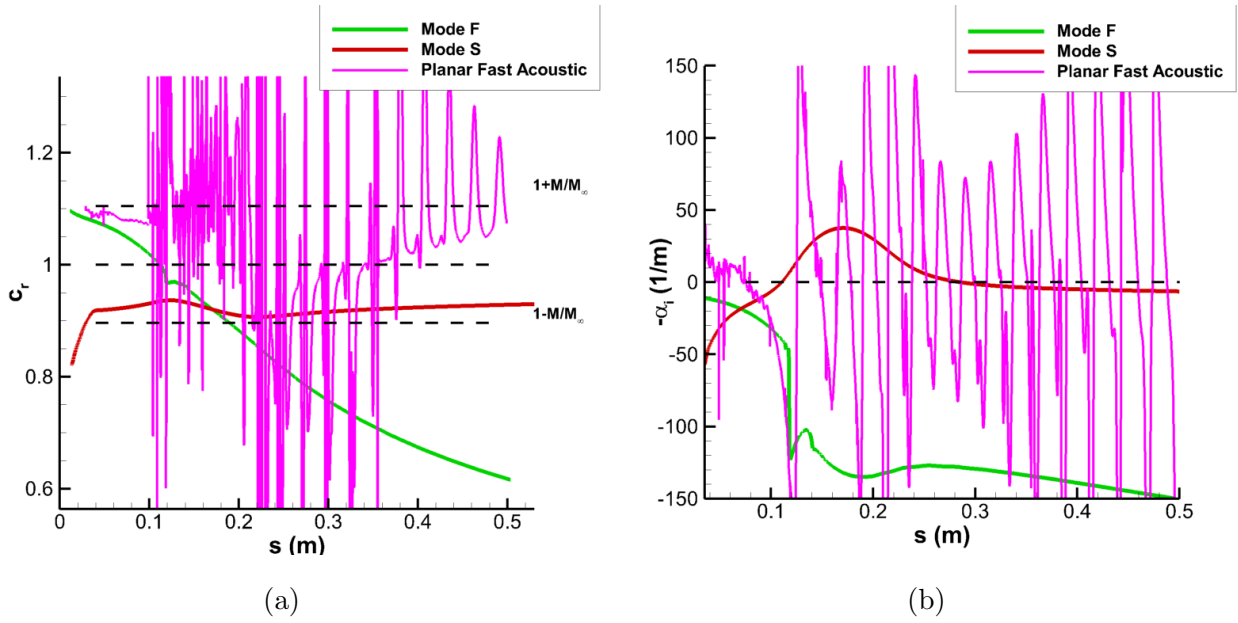 Mode F
Mode S
Planar Fast Acoustic
1.2
1
0.8
0.6
c_r
1+M/M_∞
1-M/M_∞
0 0.1 0.2 0.3 0.4 0.5
s (m)
(a)
Mode F
Mode S
Planar Fast Acoustic
150
100
50
0
-50
-100
-150
-α_i (1/m)
0.1 0.2 0.3 0.4 0.5
s (m)
(b)